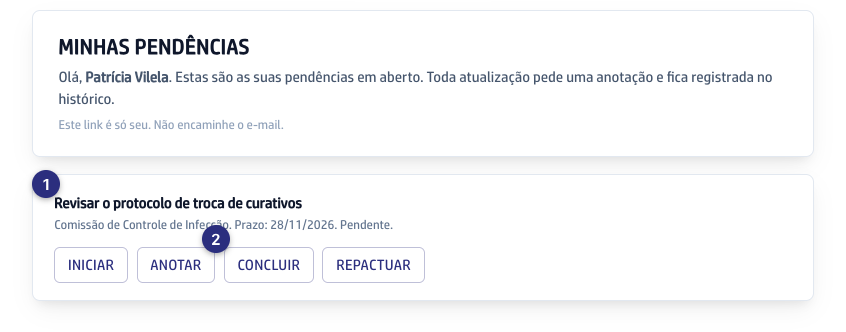 MINHAS PENDÊNCIAS
Olá, Patrícia Vilela. Estas são as suas pendências em aberto. Toda atualização pede uma anotação e fica registrada no
histórico.
Este link é só seu. Não encaminhe o e-mail.
1
Revisar o protocolo de troca de curativos
Comissão de Controle de Infecção. Prazo: 28/11/2026. Pendente.
2
INICIAR ANOTAR CONCLUIR REPACTUAR